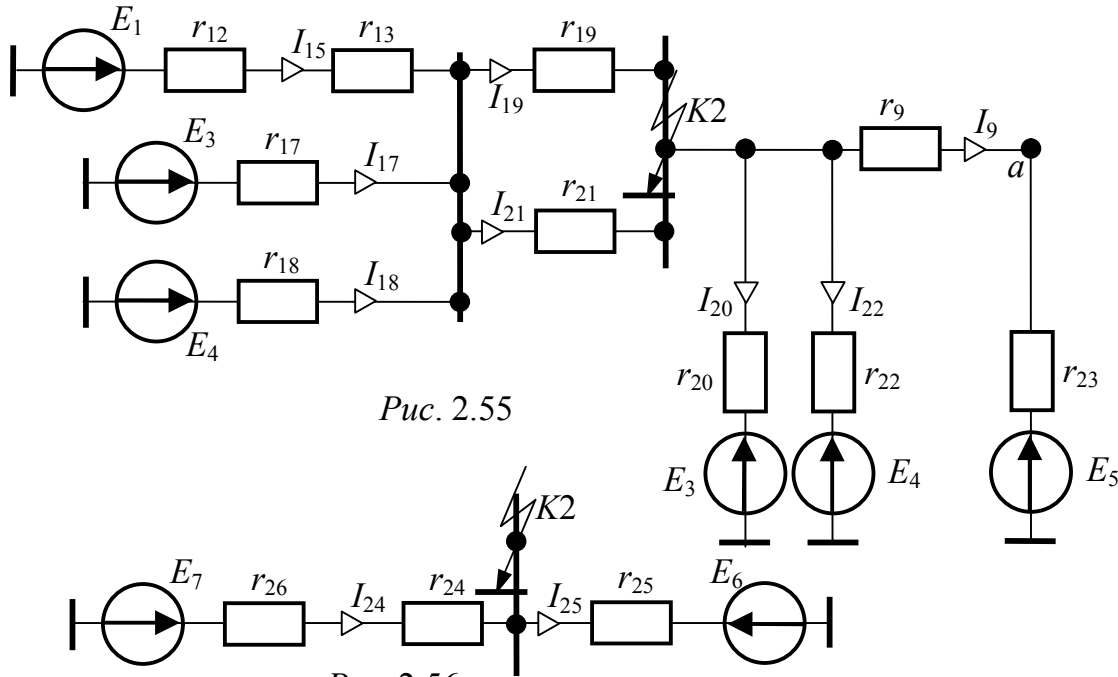 E1 r12 I15 r13 r19
I19 K2
E3 r17 I17 r9 I9
a
I21 r21
r18 I18
E4 I20 I22
r20 r22 r23
Рис. 2.55
E3 E4 E5
K2
E7 r26 I24 r24 I25 r25 E6